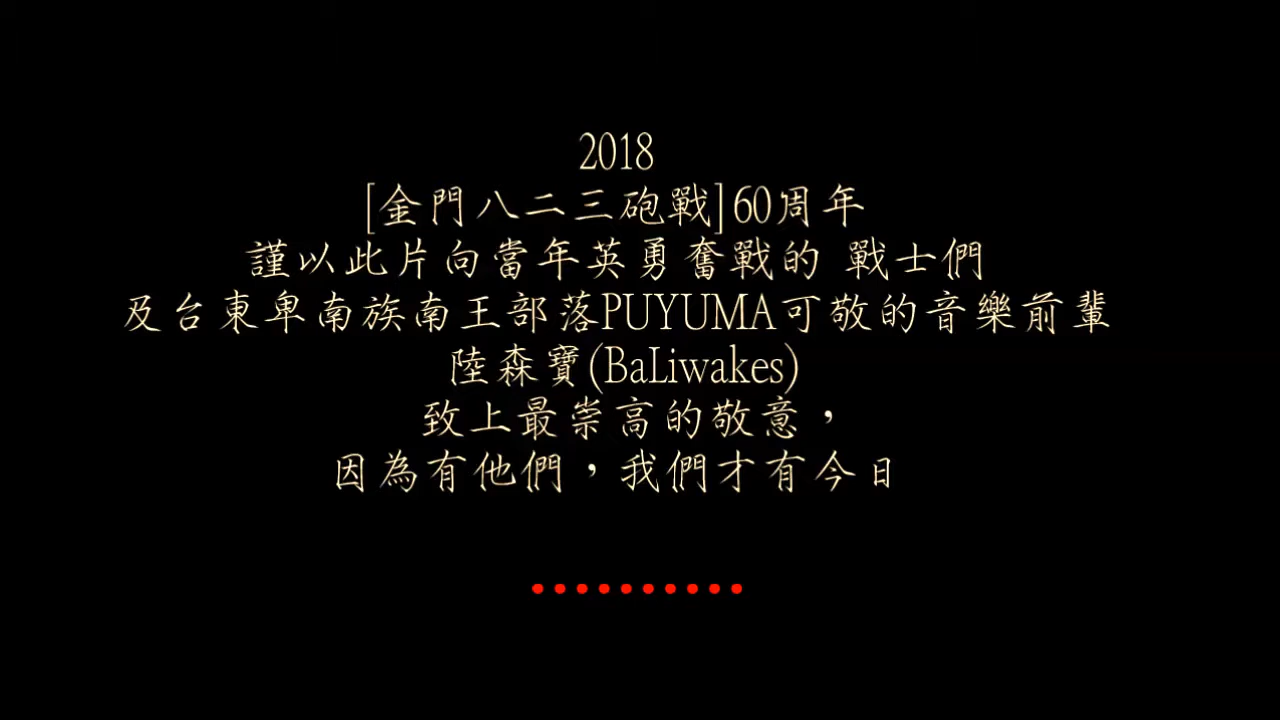 2018
[金門八二三砲戰]60周年
謹以此片向當年英勇奮戰的 戰士們
及台東卑南族南王部落PUYUMA可敬的音樂前輩
陸森寶(BaLiwakes)
致上最崇高的敬意，
因為有他們，我們才有今日
..........